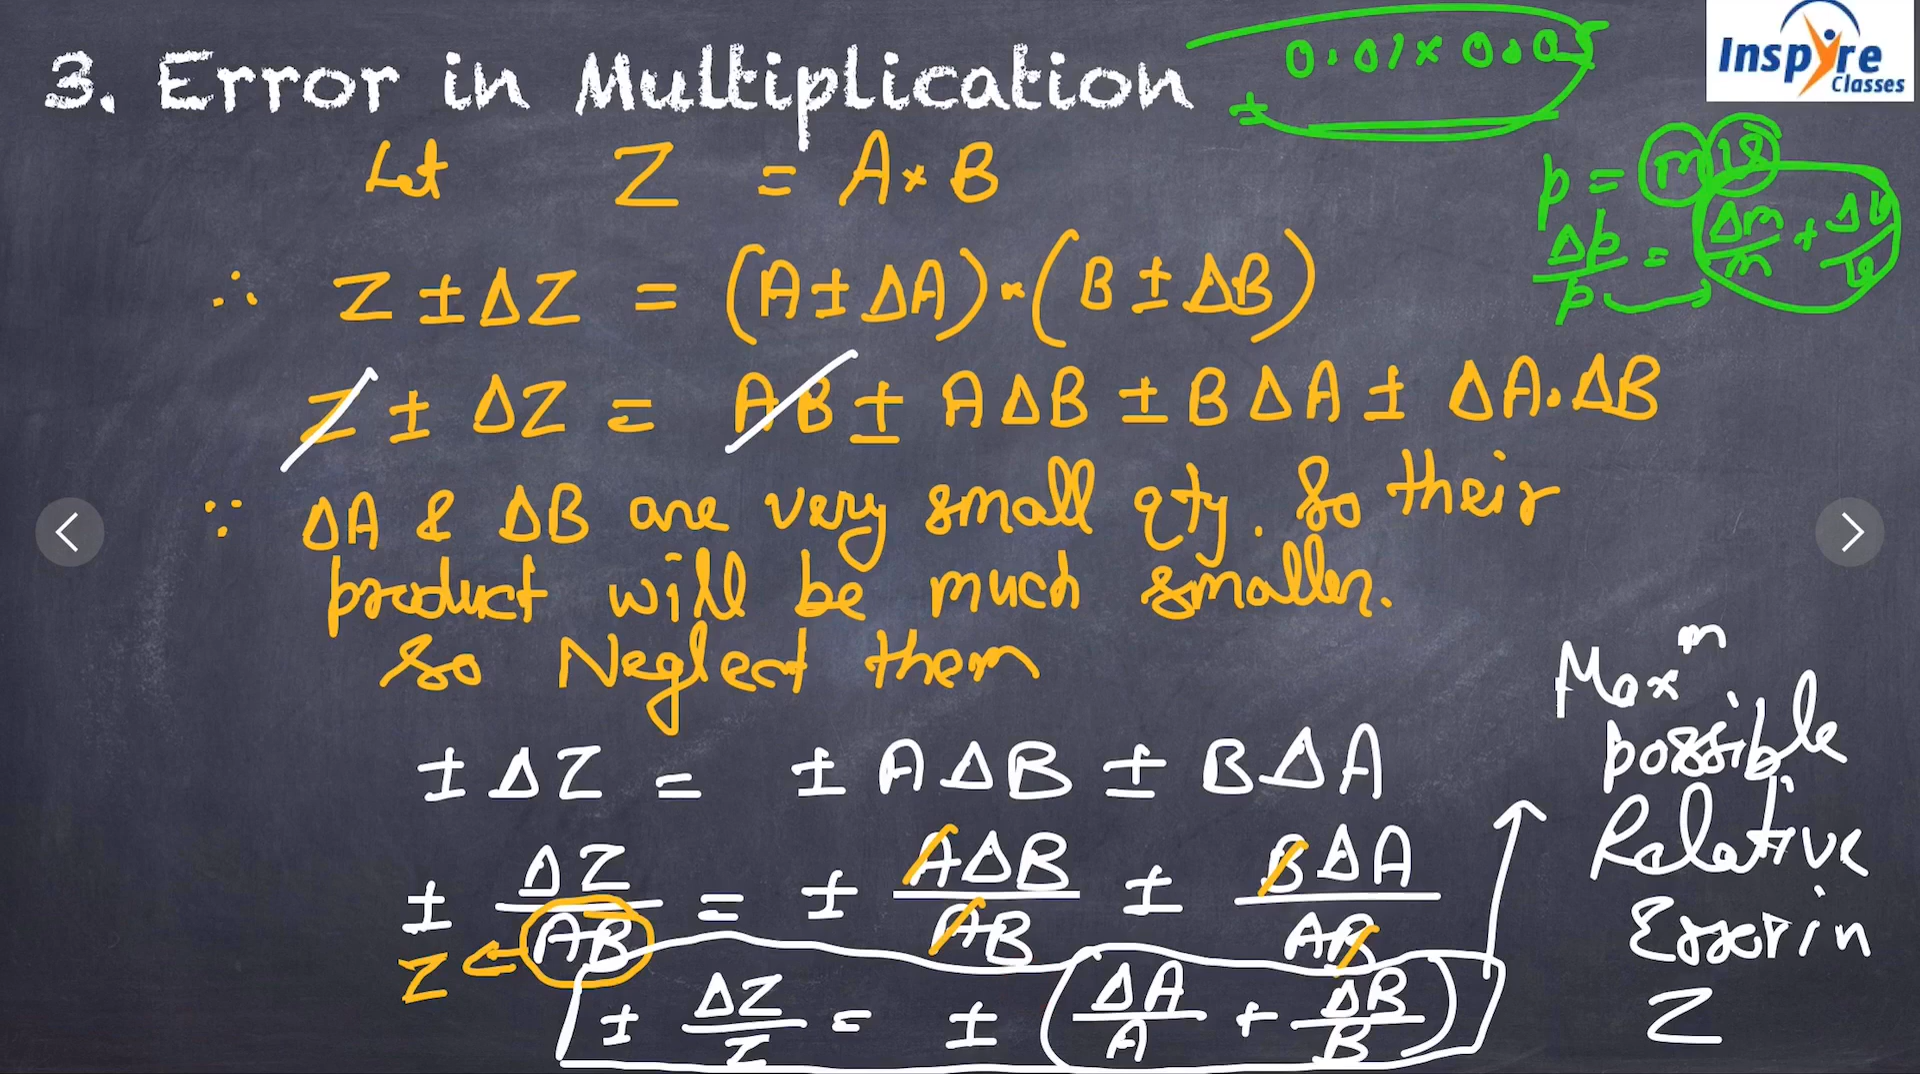 3. Error in Multiplication
0.01 × 0.05
±
Inspire
Classes
Let Z = A × B
p = m v
Δp/p = Δm/m + Δv/v
∴ Z ± ΔZ = (A ± ΔA) × (B ± ΔB)
Z ± ΔZ = AB ± AΔB ± BΔA ± ΔA.ΔB
∵ ΔA & ΔB are very small qty. So their
product will be much smaller.
So Neglect them
± ΔZ = ± AΔB ± BΔA
± ΔZ/AB = ± AΔB/AB ± BΔA/AB
Z
± ΔZ/Z = ± (ΔA/A + ΔB/B)
Maxᵐ
possible
Relative
Error in
Z